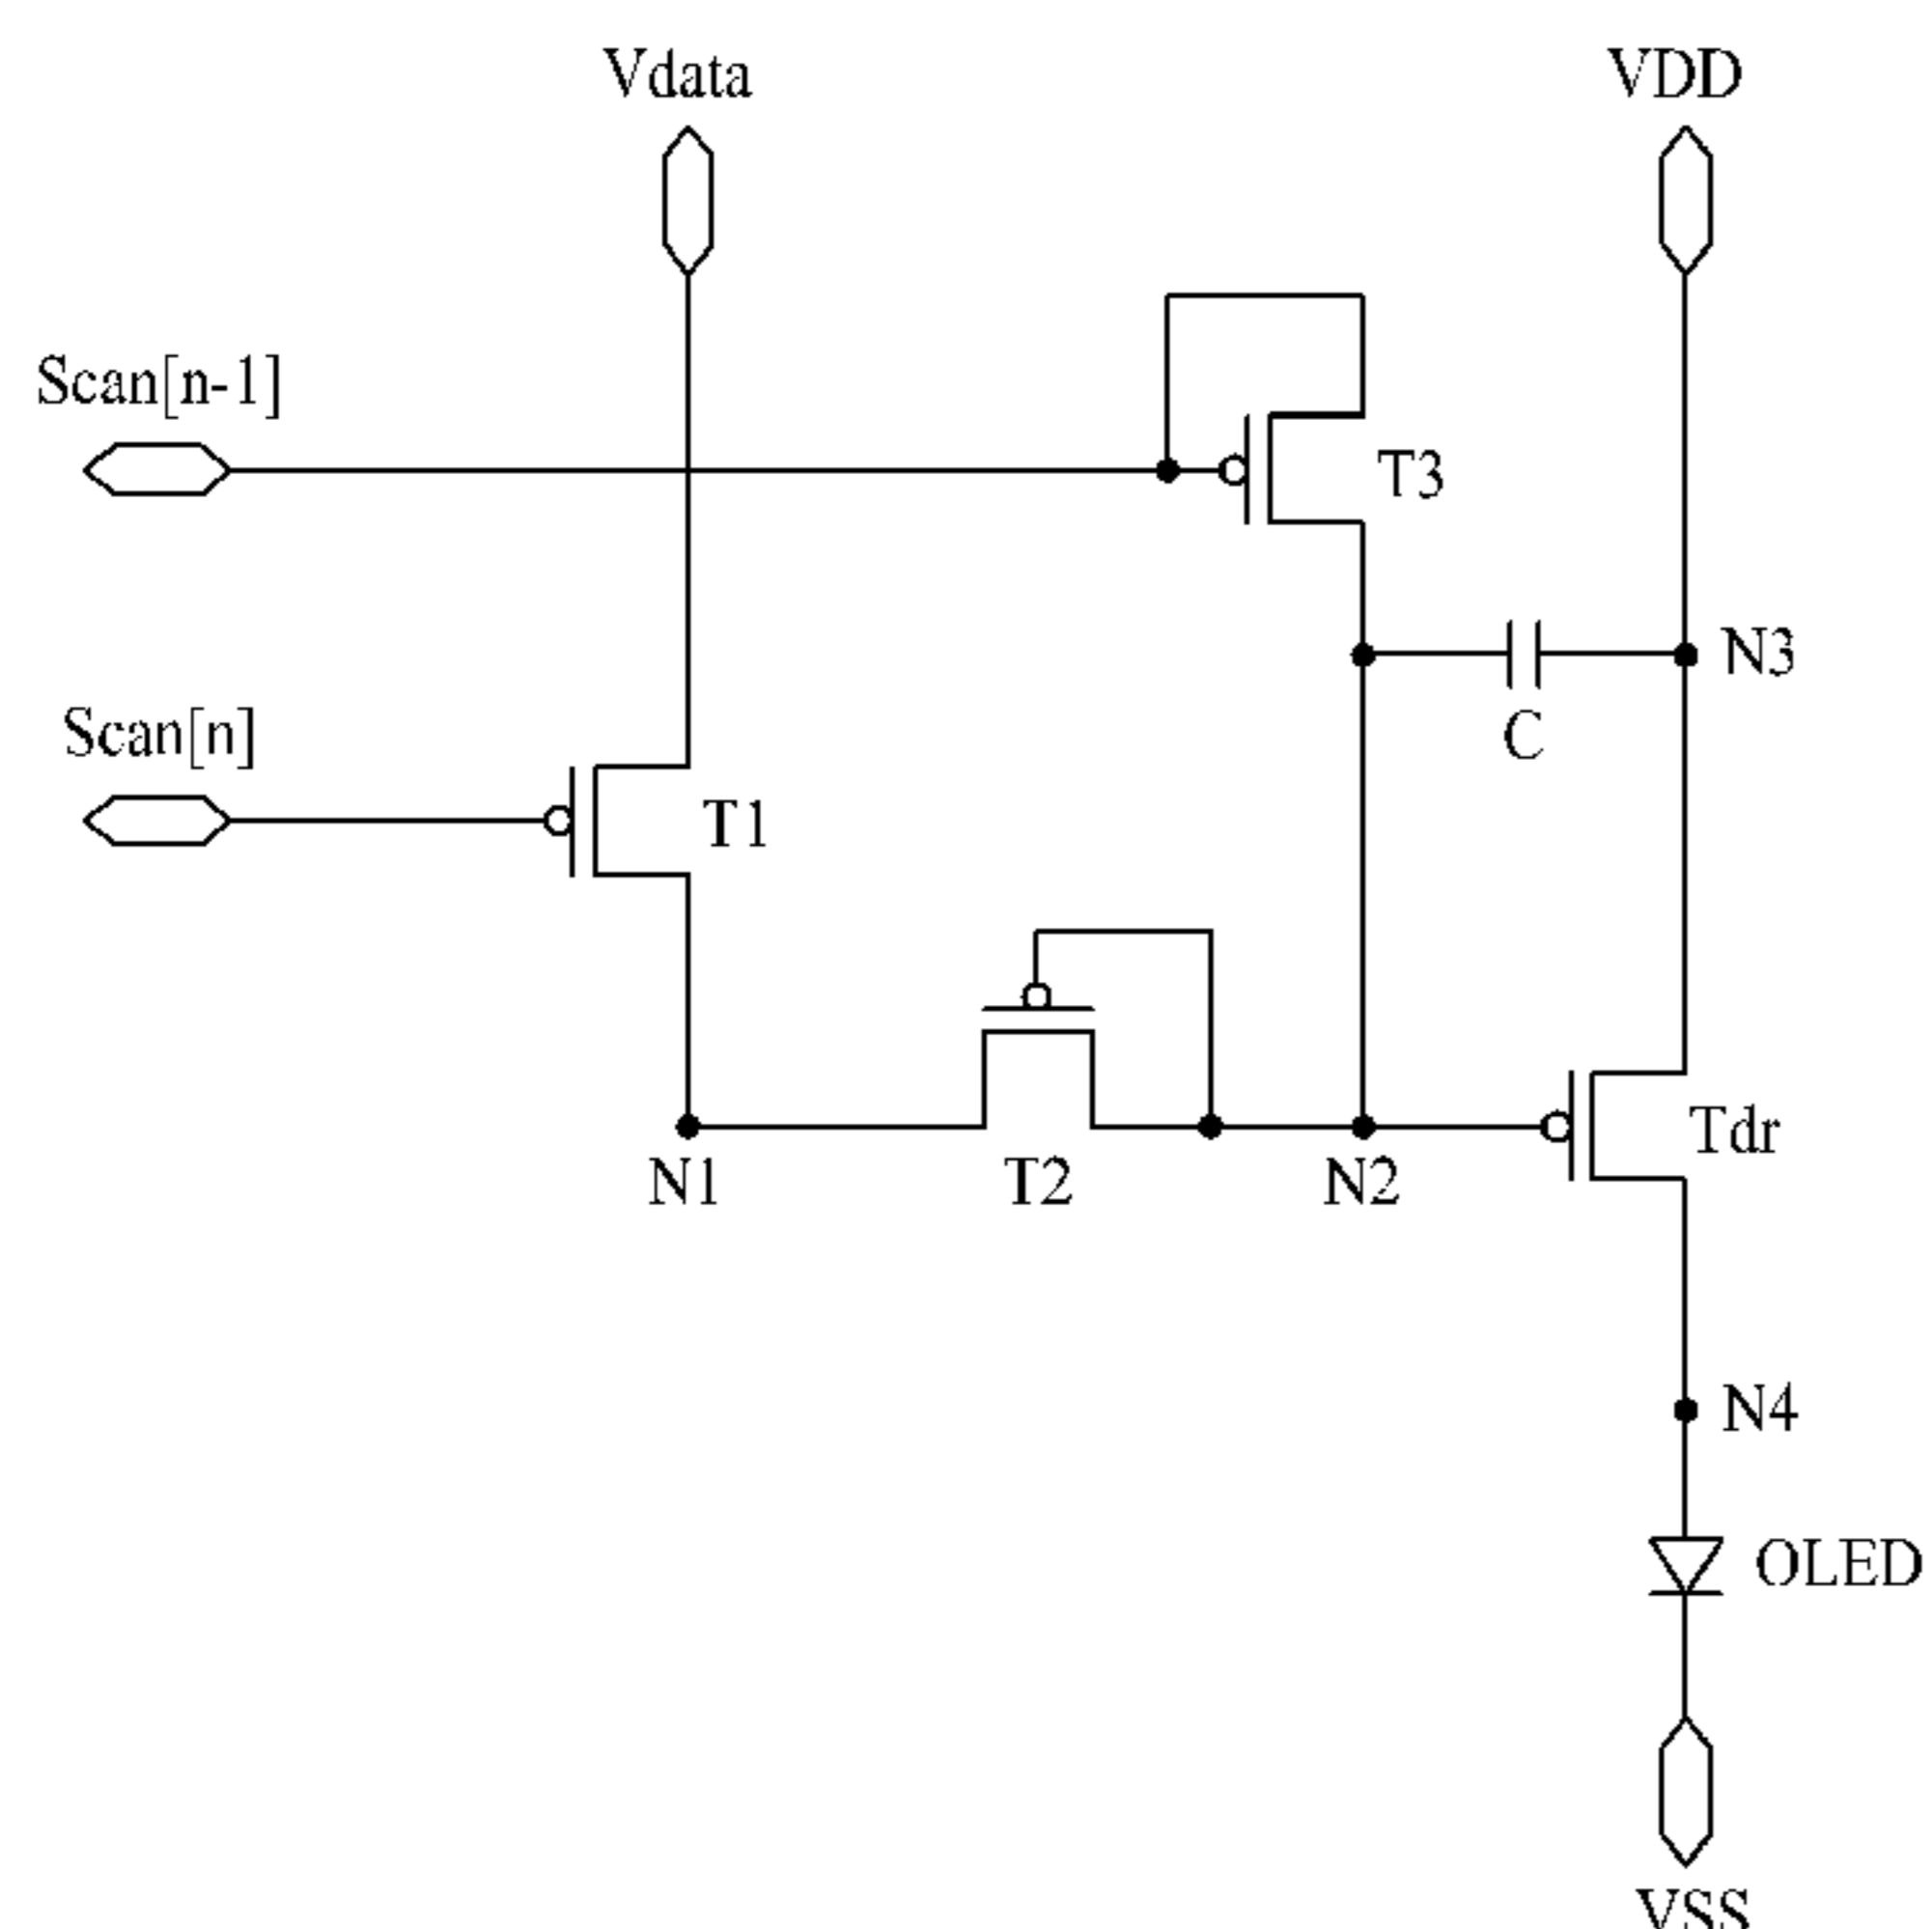 Vdata
VDD
Scan[n-1]
T3
N3
C
Scan[n]
T1
Tdr
N1
T2
N2
N4
OLED
VSS